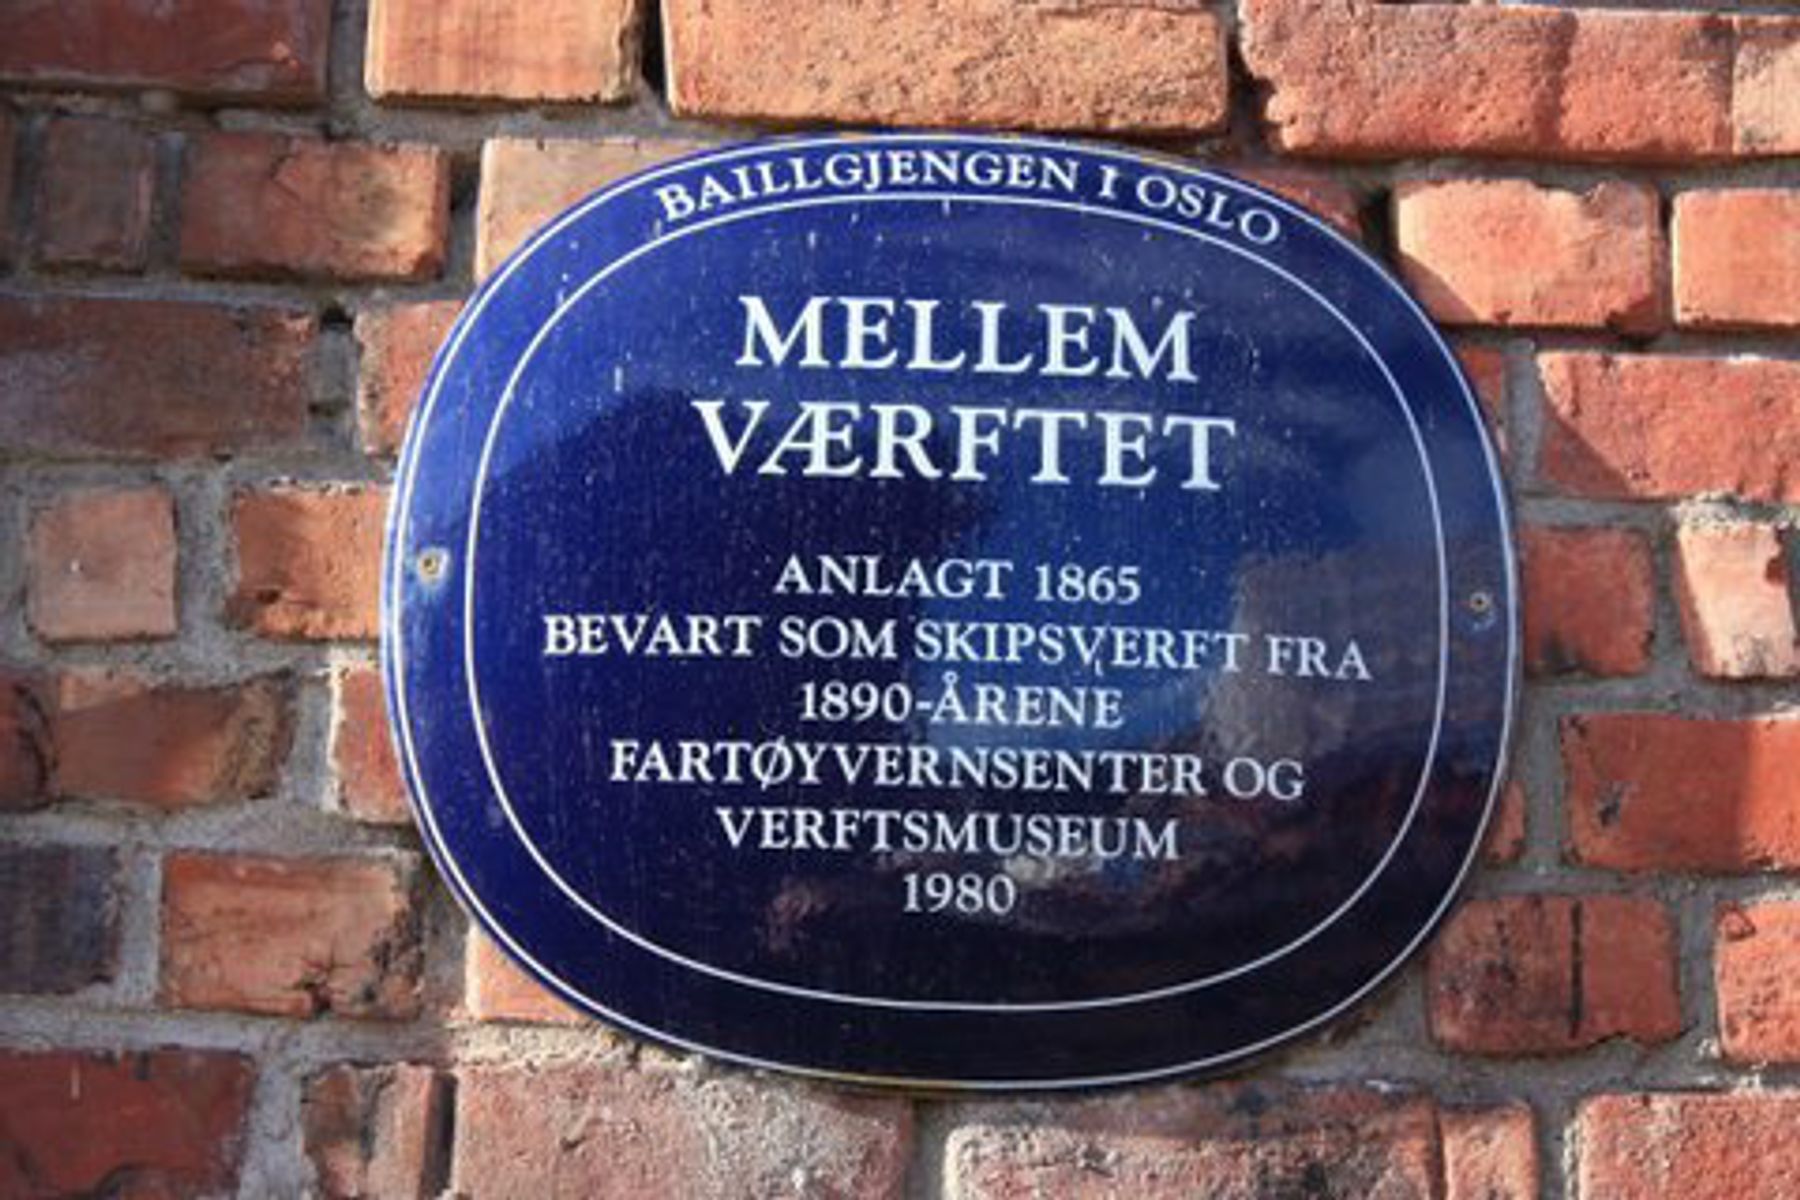 BAILLGJENGEN I OSLO
MELLEM
VÆRFTET
ANLAGT 1865
BEVART SOM SKIPSVERFT FRA
1890-ÅRENE
FARTØYVERNSENTER OG
VERFTSMUSEUM
1980